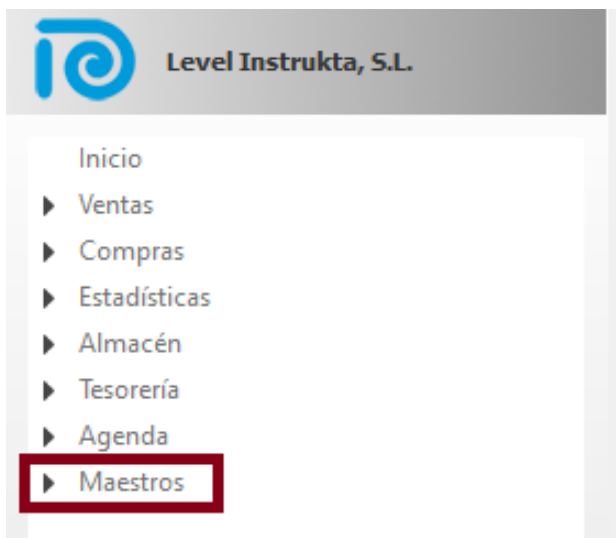 Level Instrukta, S.L.
Inicio
Ventas
Compras
Estadísticas
Almacén
Tesorería
Agenda
Maestros